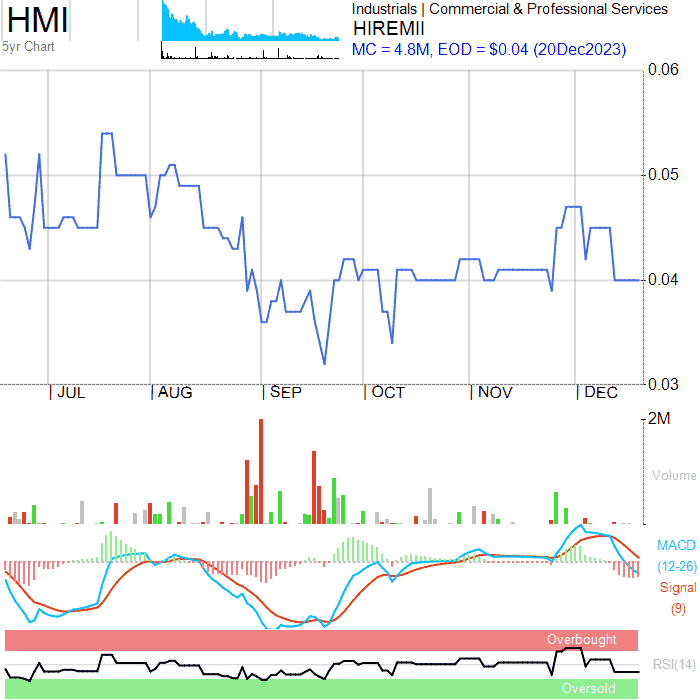 HMI
5yr Chart
Industrials | Commercial & Professional Services
HIREMII
MC = 4.8M, EOD = $0.04 (20Dec2023)
0.06
0.05
0.04
0.03
JUL
AUG
SEP
OCT
NOV
DEC
2M
Volume
MACD
(12-26)
Signal
(9)
Overbought
RSI(14)
Oversold